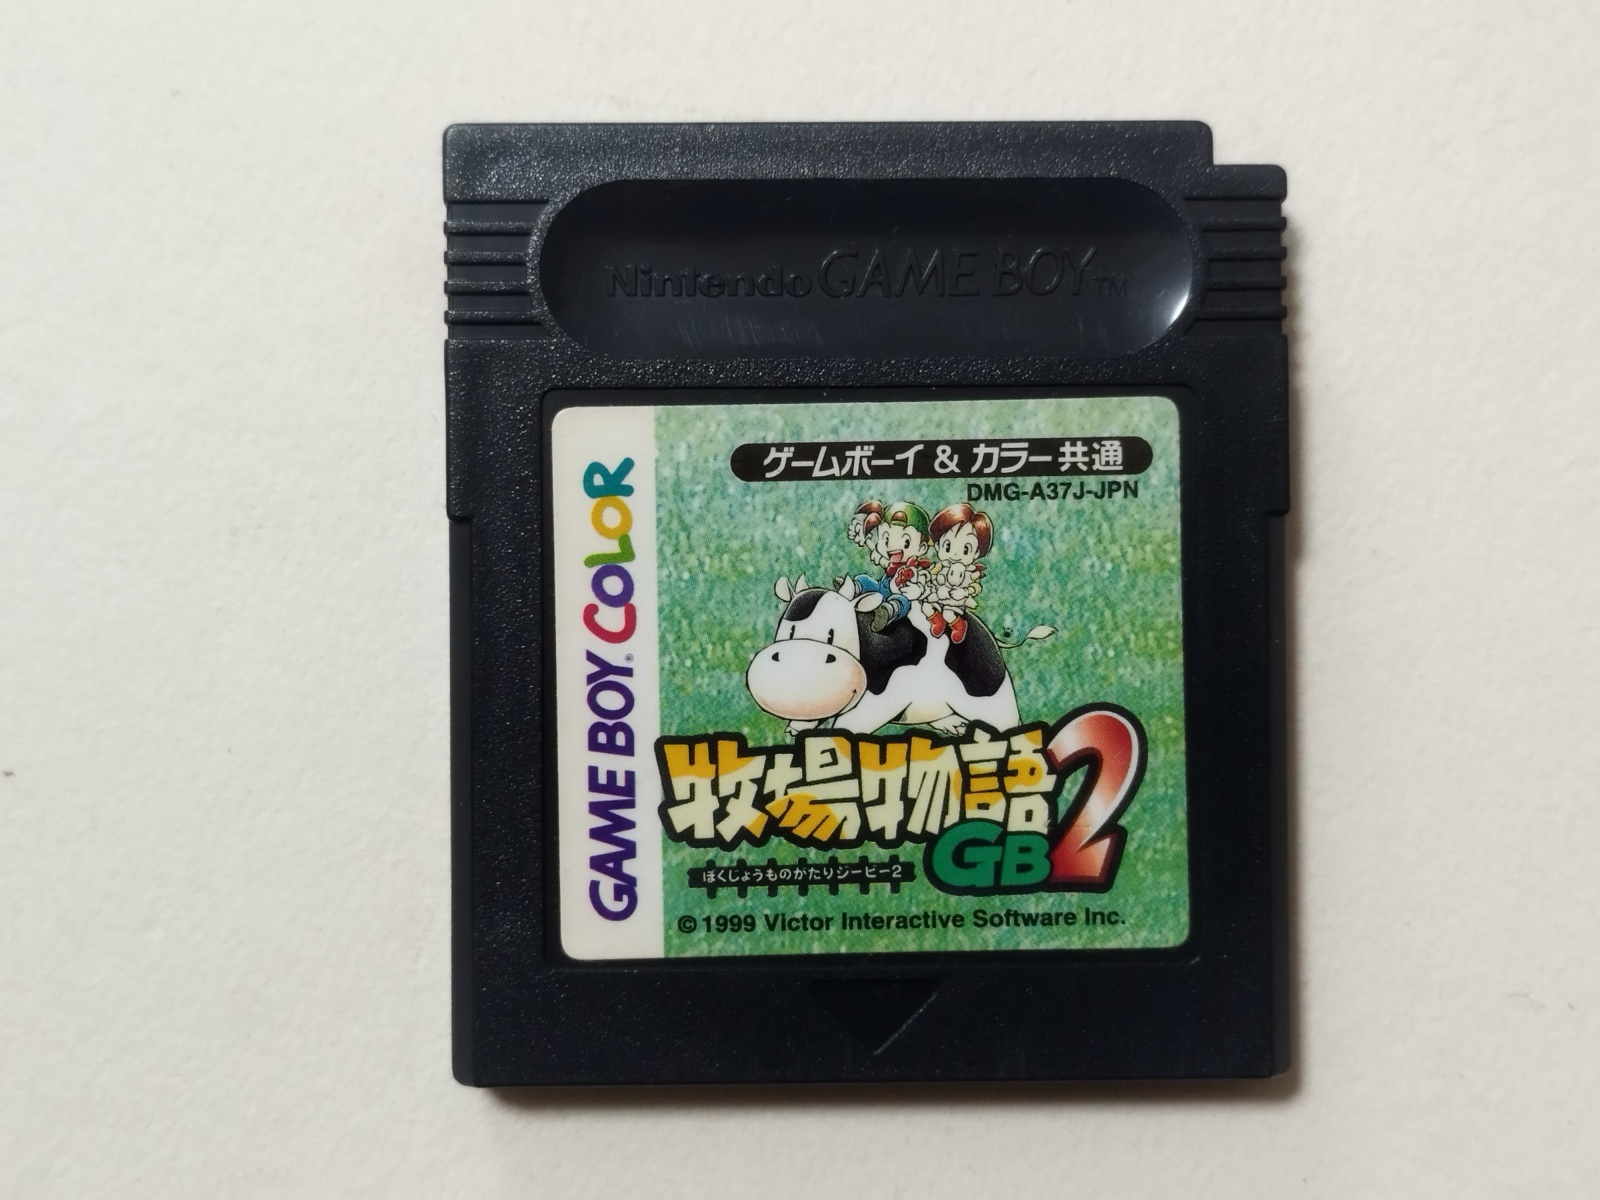 Nintendo GAME BOY™
GAME BOY® COLOR
ゲームボーイ & カラー共通
DMG-A37J-JPN
牧場物語2
GB
ぼくじょうものがたりジービー2
© 1999 Victor Interactive Software Inc.